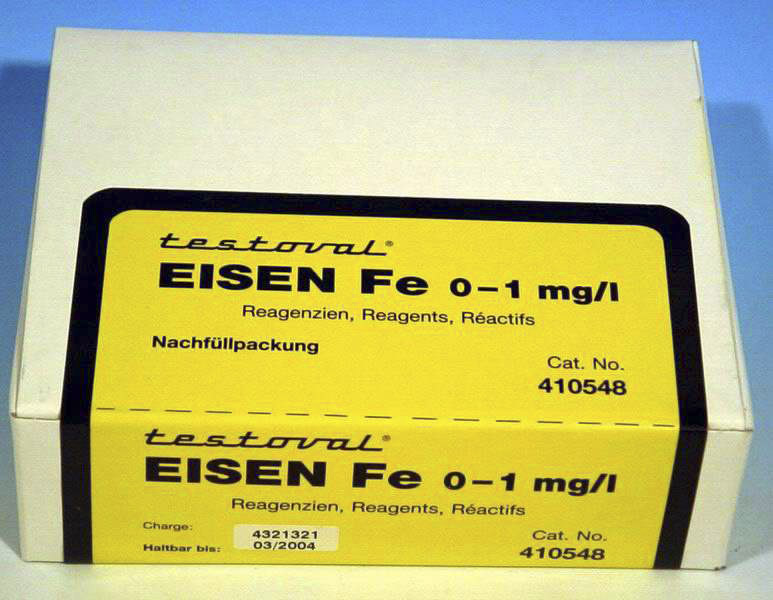 testoval®
EISEN Fe 0–1 mg/l
Reagenzien, Reagents, Réactifs
Nachfüllpackung
Cat. No.
410548
testoval®
EISEN Fe 0–1 mg/l
Reagenzien, Reagents, Réactifs
Charge: 4321321
Haltbar bis: 03/2004
Cat. No.
410548